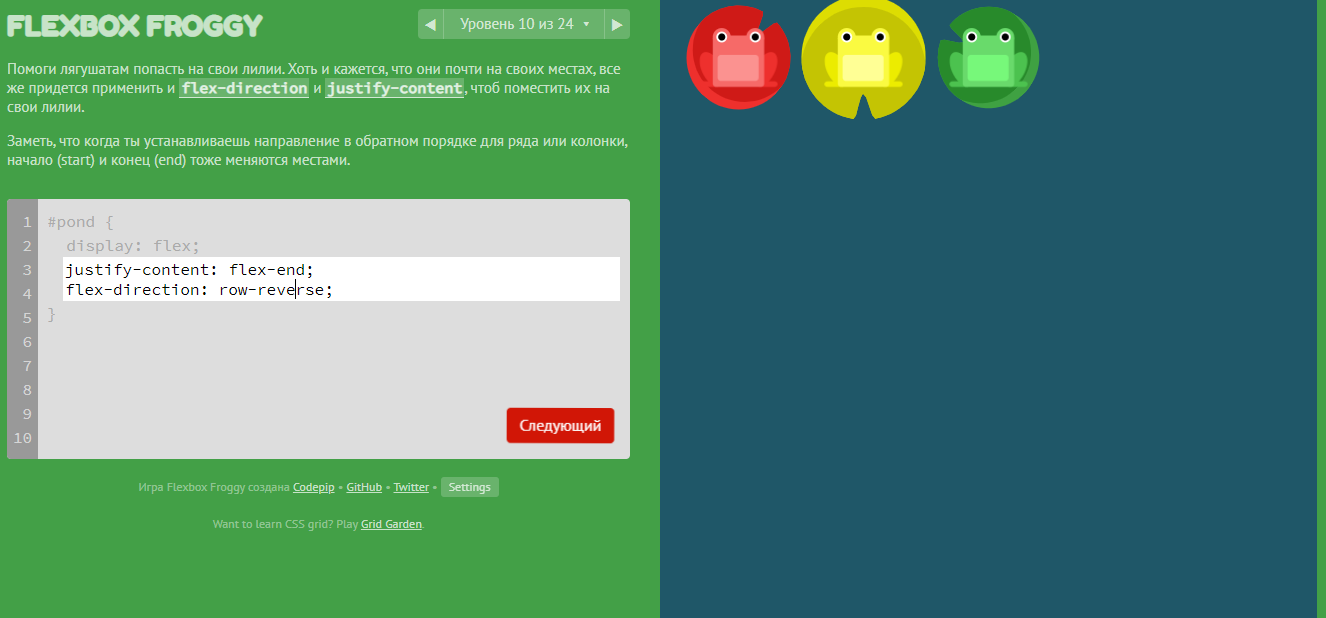 FLEXBOX FROGGY
◀ Уровень 10 из 24 ▾ ▶
Помоги лягушатам попасть на свои лилии. Хоть и кажется, что они почти на своих местах, все
же придется применить и flex-direction и justify-content, чтоб поместить их на
свои лилии.
Заметь, что когда ты устанавливаешь направление в обратном порядке для ряда или колонки,
начало (start) и конец (end) тоже меняются местами.
1 #pond {
2 display: flex;
3 justify-content: flex-end;
4 flex-direction: row-reverse;
5 }
6
7
8
9
10
Следующий
Игра Flexbox Froggy создана Codepip • GitHub • Twitter • Settings
Want to learn CSS grid? Play Grid Garden.